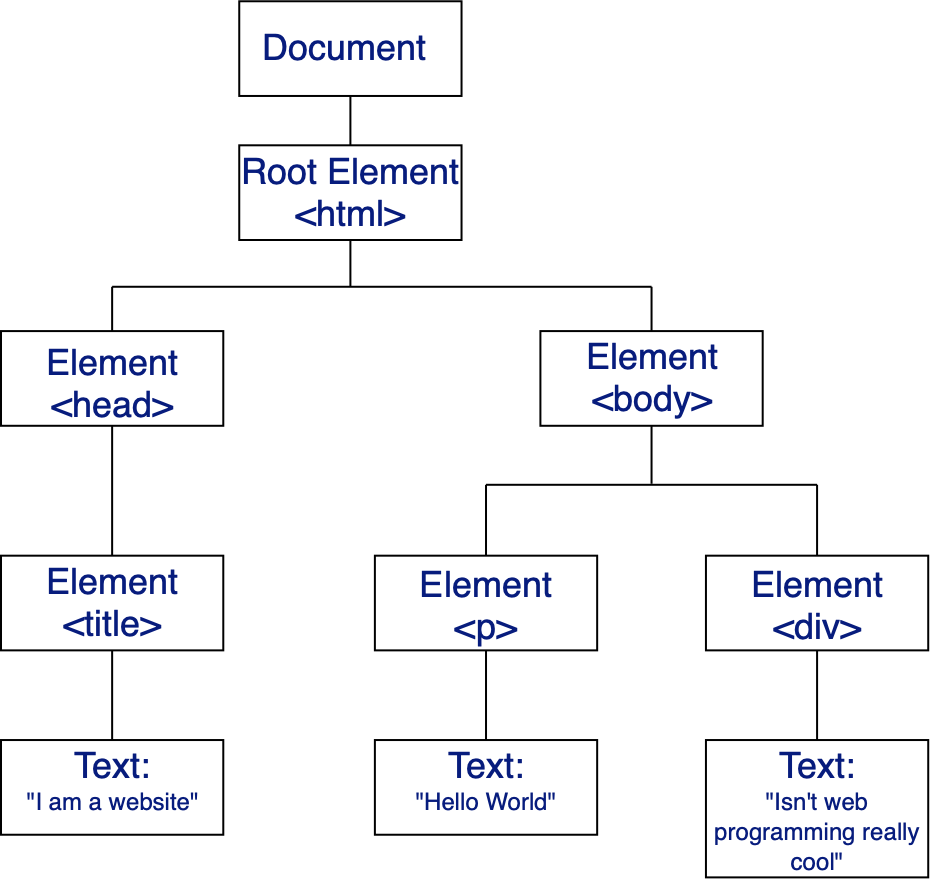 Document
Root Element
<html>
Element
<head>
Element
<body>
Element
<title>
Element
<p>
Element
<div>
Text:
"I am a website"
Text:
"Hello World"
Text:
"Isn't web
programming really
cool"